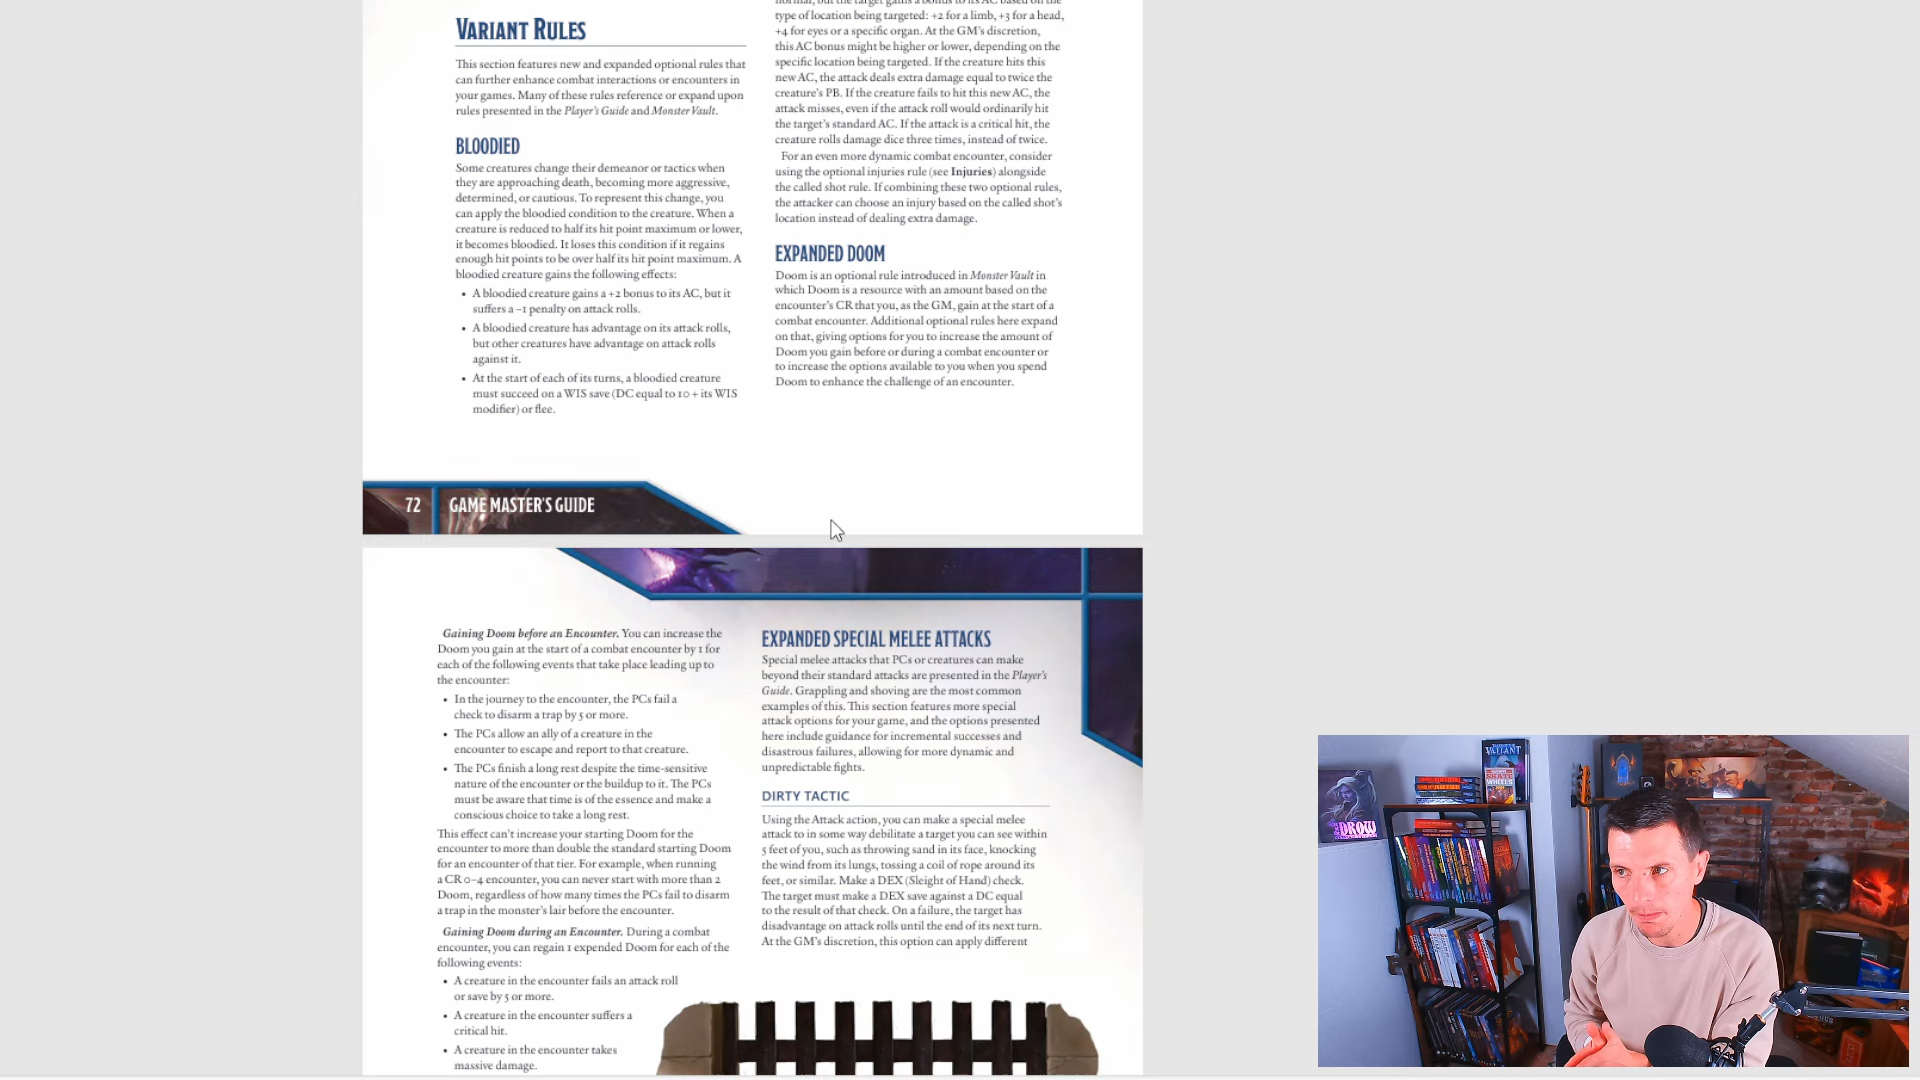 VARIANT RULES
This section features new and expanded optional rules that
can further enhance combat interactions or encounters in
your games. Many of these rules reference or expand upon
rules presented in the Player's Guide and Monster Vault.
BLOODIED
Some creatures change their demeanor or tactics when
they are approaching death, becoming more aggressive,
determined, or cautious. To represent this change, you
can apply the bloodied condition to the creature. When a
creature is reduced to half its hit point maximum or lower,
it becomes bloodied. It loses this condition if it regains
enough hit points to be over half its hit point maximum. A
bloodied creature gains the following effects:
• A bloodied creature gains a +2 bonus to its AC, but it
suffers a –1 penalty on attack rolls.
• A bloodied creature has advantage on its attack rolls,
but other creatures have advantage on attack rolls
against it.
• At the start of each of its turns, a bloodied creature
must succeed on a WIS save (DC equal to 10 + its WIS
modifier) or flee.
normal, but the target gains a bonus to its AC based on the
type of location being targeted: +2 for a limb, +3 for a head,
+4 for eyes or a specific organ. At the GM's discretion,
this AC bonus might be higher or lower, depending on the
specific location being targeted. If the creature hits this
new AC, the attack deals extra damage equal to twice the
creature's PB. If the creature fails to hit this new AC, the
attack misses, even if the attack roll would ordinarily hit
the target's standard AC. If the attack is a critical hit, the
creature rolls damage dice three times, instead of twice.
For an even more dynamic combat encounter, consider
using the optional injuries rule (see Injuries) alongside
the called shot rule. If combining these two optional rules,
the attacker can choose an injury based on the called shot's
location instead of dealing extra damage.
EXPANDED DOOM
Doom is an optional rule introduced in Monster Vault in
which Doom is a resource with an amount based on the
encounter's CR that you, as the GM, gain at the start of a
combat encounter. Additional optional rules here expand
on that, giving options for you to increase the amount of
Doom you gain before or during a combat encounter or
to increase the options available to you when you spend
Doom to enhance the challenge of an encounter.
72 GAME MASTER'S GUIDE
Gaining Doom before an Encounter. You can increase the
Doom you gain at the start of a combat encounter by 1 for
each of the following events that take place leading up to
the encounter:
• In the journey to the encounter, the PCs fail a
check to disarm a trap by 5 or more.
• The PCs allow an ally of a creature in the
encounter to escape and report to that creature.
• The PCs finish a long rest despite the time-sensitive
nature of the encounter or the buildup to it. The PCs
must be aware that time is of the essence and make a
conscious choice to take a long rest.
This effect can't increase your starting Doom for the
encounter to more than double the standard starting Doom
for an encounter of that tier. For example, when running
a CR 0–4 encounter, you can never start with more than 2
Doom, regardless of how many times the PCs fail to disarm
a trap in the monster's lair before the encounter.
Gaining Doom during an Encounter. During a combat
encounter, you can regain 1 expended Doom for each of the
following events:
• A creature in the encounter fails an attack roll
or save by 5 or more.
• A creature in the encounter suffers a
critical hit.
• A creature in the encounter takes
massive damage.
EXPANDED SPECIAL MELEE ATTACKS
Special melee attacks that PCs or creatures can make
beyond their standard attacks are presented in the Player's
Guide. Grappling and shoving are the most common
examples of this. This section features more special
attack options for your game, and the options presented
here include guidance for incremental successes and
disastrous failures, allowing for more dynamic and
unpredictable fights.
DIRTY TACTIC
Using the Attack action, you can make a special melee
attack to in some way debilitate a target you can see within
5 feet of you, such as throwing sand in its face, knocking
the wind from its lungs, tossing a coil of rope around its
feet, or similar. Make a DEX (Sleight of Hand) check.
The target must make a DEX save against a DC equal
to the result of that check. On a failure, the target has
disadvantage on attack rolls until the end of its next turn.
At the GM's discretion, this option can apply different
DROW
VALIANT
SKATE